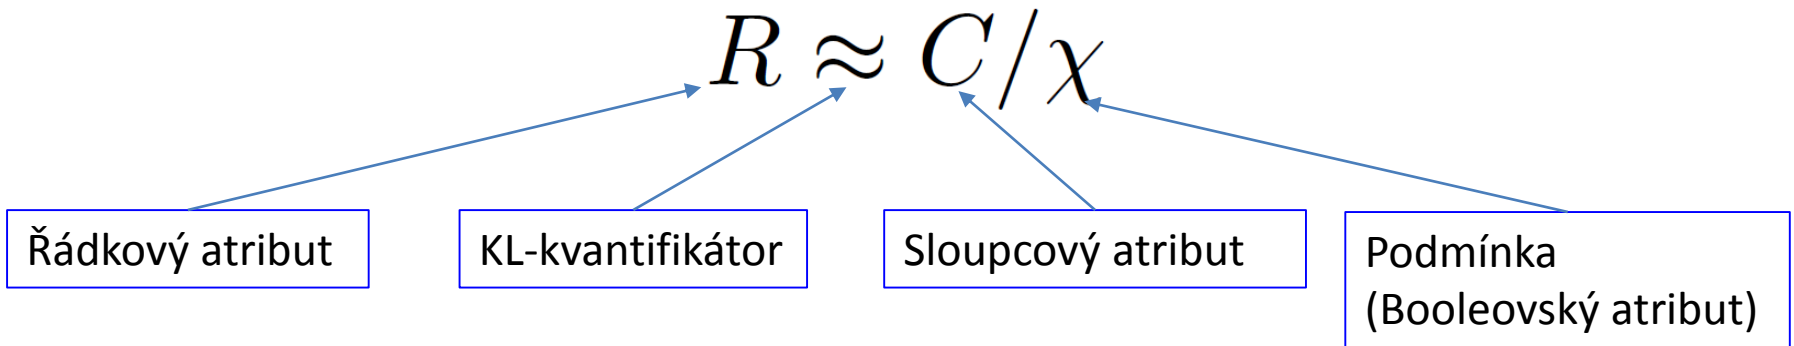 R ≈ C/χ
Řádkový atribut
KL-kvantifikátor
Sloupcový atribut
Podmínka
(Booleovský atribut)